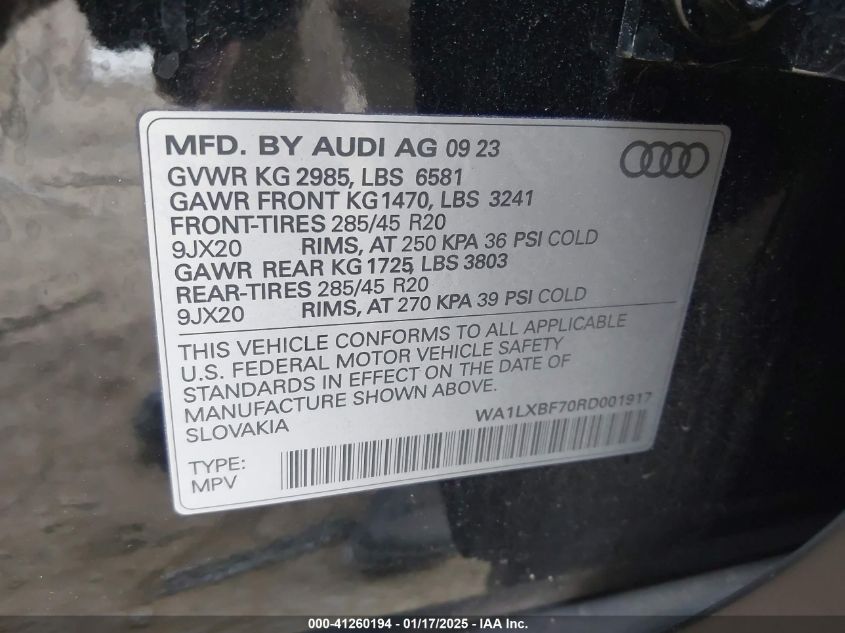 MFD. BY AUDI AG 09 23
GVWR KG 2985, LBS 6581
GAWR FRONT KG1470, LBS 3241
FRONT-TIRES 285/45 R20
9JX20 RIMS, AT 250 KPA 36 PSI COLD
GAWR REAR KG 1725, LBS 3803
REAR-TIRES 285/45 R20
9JX20 RIMS, AT 270 KPA 39 PSI COLD
THIS VEHICLE CONFORMS TO ALL APPLICABLE
U.S. FEDERAL MOTOR VEHICLE SAFETY
STANDARDS IN EFFECT ON THE DATE OF
MANUFACTURE SHOWN ABOVE.
SLOVAKIA
WA1LXBF70RD001917
TYPE:
MPV
000-41260194 - 01/17/2025 - IAA Inc.